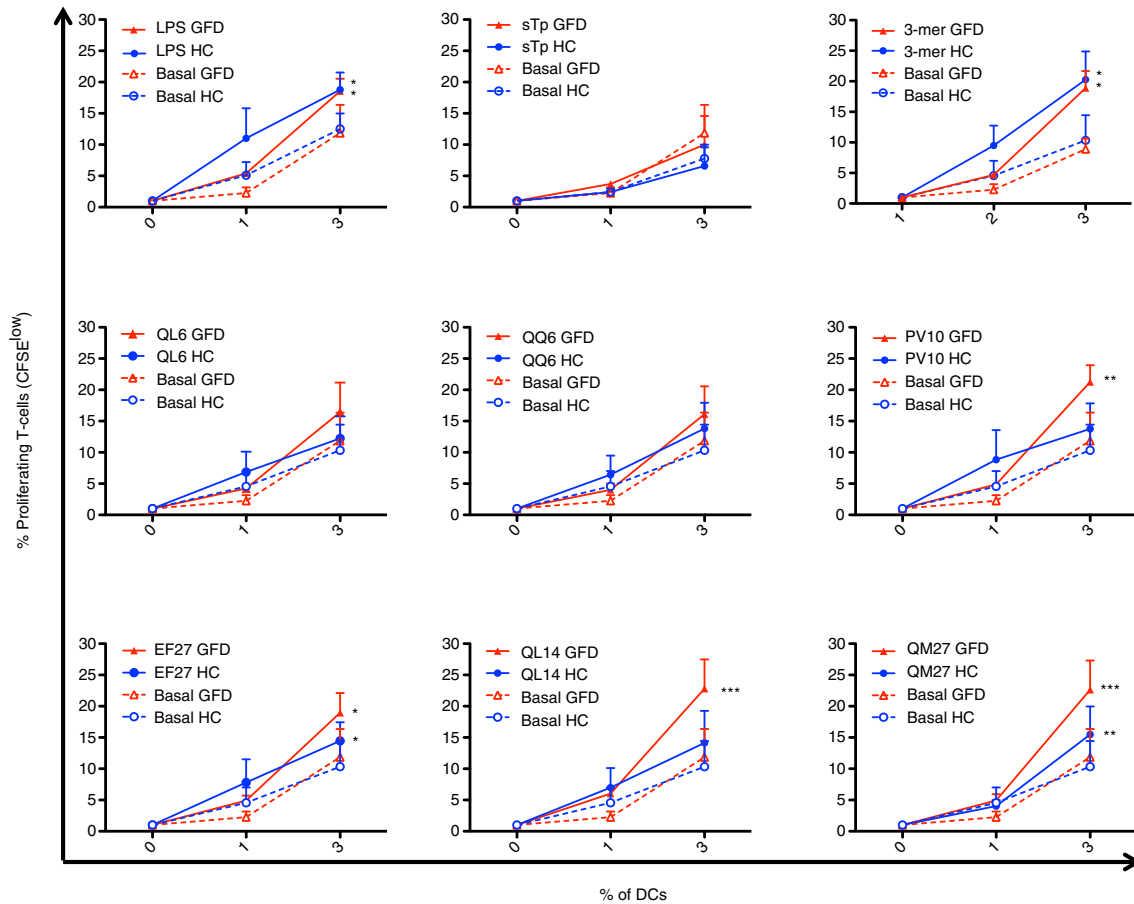 LPS GFD
LPS HC
Basal GFD
Basal HC
30
25
20
15
10
5
0
*
*
0
1
3
sTp GFD
sTp HC
Basal GFD
Basal HC
30
25
20
15
10
5
0
0
1
3
3-mer GFD
3-mer HC
Basal GFD
Basal HC
30
25
20
15
10
5
0
*
*
1
2
3
QL6 GFD
QL6 HC
Basal GFD
Basal HC
30
25
20
15
10
5
0
0
1
3
QQ6 GFD
QQ6 HC
Basal GFD
Basal HC
30
25
20
15
10
5
0
0
1
3
PV10 GFD
PV10 HC
Basal GFD
Basal HC
30
25
20
15
10
5
0
**
0
1
3
EF27 GFD
EF27 HC
Basal GFD
Basal HC
30
25
20
15
10
5
0
*
*
0
1
3
QL14 GFD
QL14 HC
Basal GFD
Basal HC
30
25
20
15
10
5
0
***
0
1
3
QM27 GFD
QM27 HC
Basal GFD
Basal HC
30
25
20
15
10
5
0
***
**
0
1
3
% Proliferating T-cells (CFSElow)
% of DCs